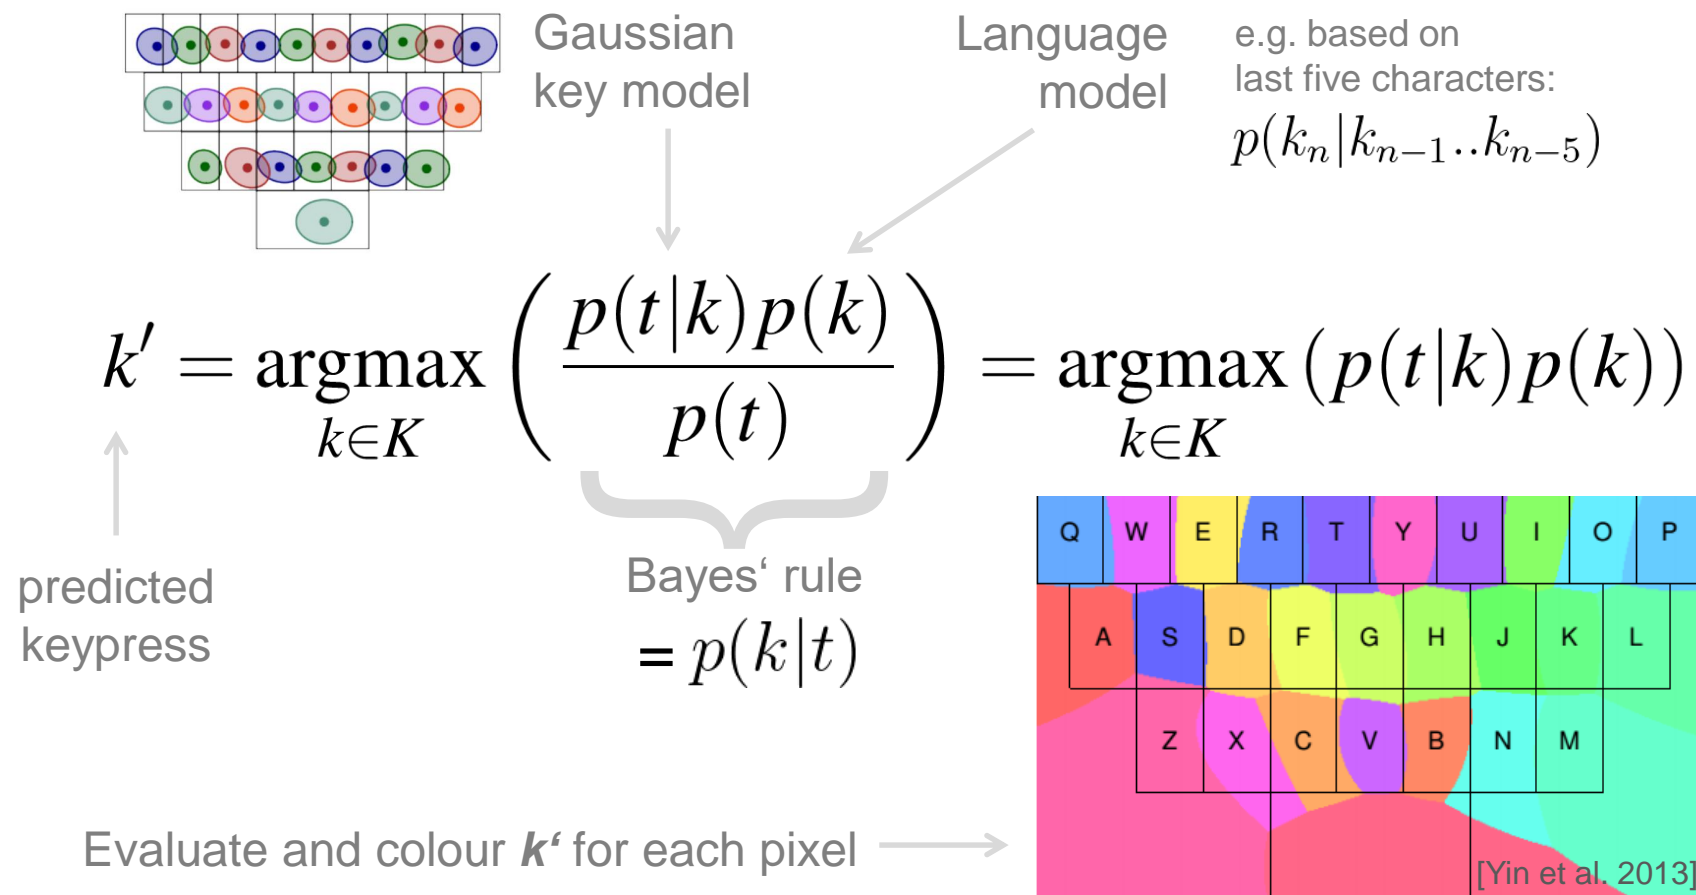 Gaussian
key model
Language
model
e.g. based on
last five characters:
p(kₙ|kₙ₋₁..kₙ₋₅)
k′ = argmax k∈K ( p(t|k)p(k) / p(t) ) = argmax k∈K (p(t|k)p(k))
predicted
keypress
Bayes‘ rule
= p(k|t)
Q W E R T Y U I O P
A S D F G H J K L
Z X C V B N M
Evaluate and colour k‘ for each pixel
[Yin et al. 2013]